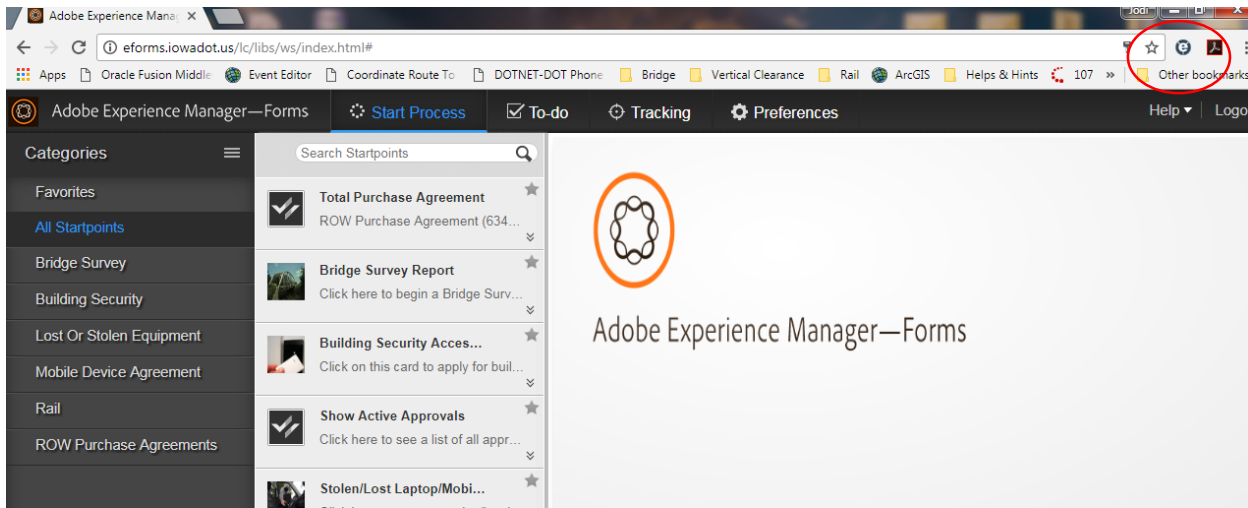 Adobe Experience Manag Jodi
eforms.iowadot.us/lc/libs/ws/index.html#
Apps Oracle Fusion Middle Event Editor Coordinate Route To DOTNET-DOT Phone Bridge Vertical Clearance Rail ArcGIS Helps & Hints 107 » Other bookmarks
Adobe Experience Manager—Forms Start Process To-do Tracking Preferences Help Logo
Categories
Favorites
All Startpoints
Bridge Survey
Building Security
Lost Or Stolen Equipment
Mobile Device Agreement
Rail
ROW Purchase Agreements
Search Startpoints
Total Purchase Agreement
ROW Purchase Agreement (634...
Bridge Survey Report
Click here to begin a Bridge Surv...
Building Security Acces...
Click on this card to apply for buil...
Show Active Approvals
Click here to see a list of all appr...
Stolen/Lost Laptop/Mobi...
Adobe Experience Manager—Forms